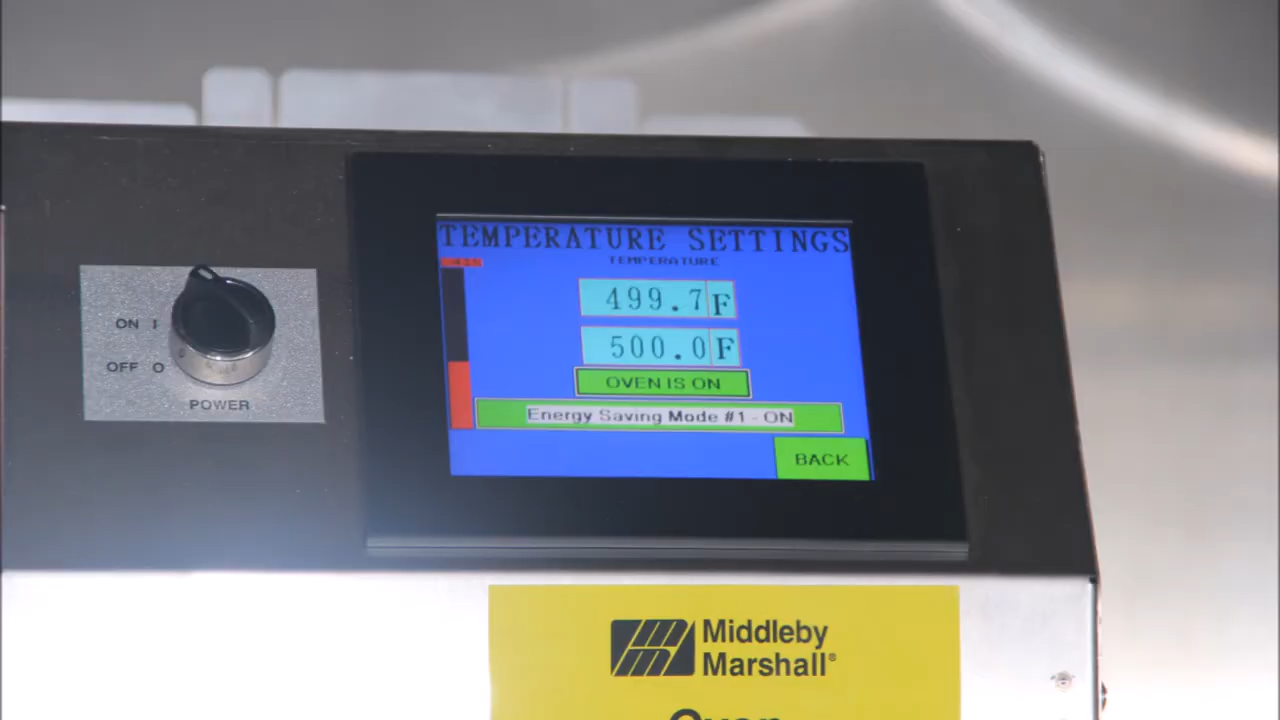 TEMPERATURE SETTINGS
TEMPERATURE
499.7 F
500.0 F
OVEN IS ON
Energy Saving Mode #1 - ON
BACK
ON I
OFF O
POWER
Middleby
Marshall®
Oven